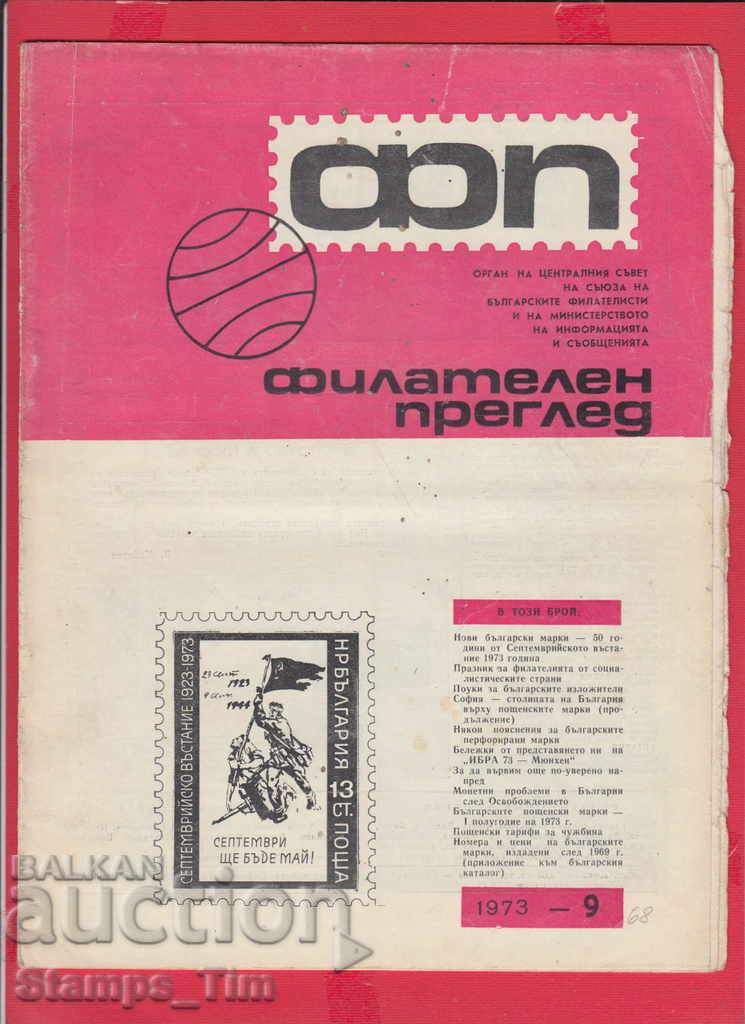 ФП
ОРГАН НА ЦЕНТРАЛНИЯ СЪВЕТ
НА СЪЮЗА НА
БЪЛГАРСКИТЕ ФИЛАТЕЛИСТИ
И НА МИНИСТЕРСТВОТО
НА ИНФОРМАЦИЯТА
И СЪОБЩЕНИЯТА
филателен
преглед
В ТОЗИ БРОЙ:
Нови български марки — 50 го-
дини от Септемврийското въста-
ние 1973 година
Празник за филателията от социа-
листическите страни
Поуки за българските изложители
София — столицата на България
върху пощенските марки (про-
дължение)
Някои пояснения за българските
перфорирани марки
Бележки от представянето ни на
„ИБРА 73 — Мюнхен"
За да вървим още по-уверено на-
пред
Монетни проблеми в България
след Освобождението
Българските пощенски марки —
I полугодие на 1973 г.
Пощенски тарифи за чужбина
Номера и цени на българските
марки, издадени след 1969 г.
(приложение към българския
каталог)
1973 — 9
68
СЕПТЕМВРИЙСКО ВЪСТАНИЕ 1923-1973
23 септ
1923
9 септ
1944
СЕПТЕМВРИ
ЩЕ БЪДЕ МАЙ!
НРБЪЛГАРИЯ 13 СТ. ПОЩА
BALKAN
auction
Stamps_Tim